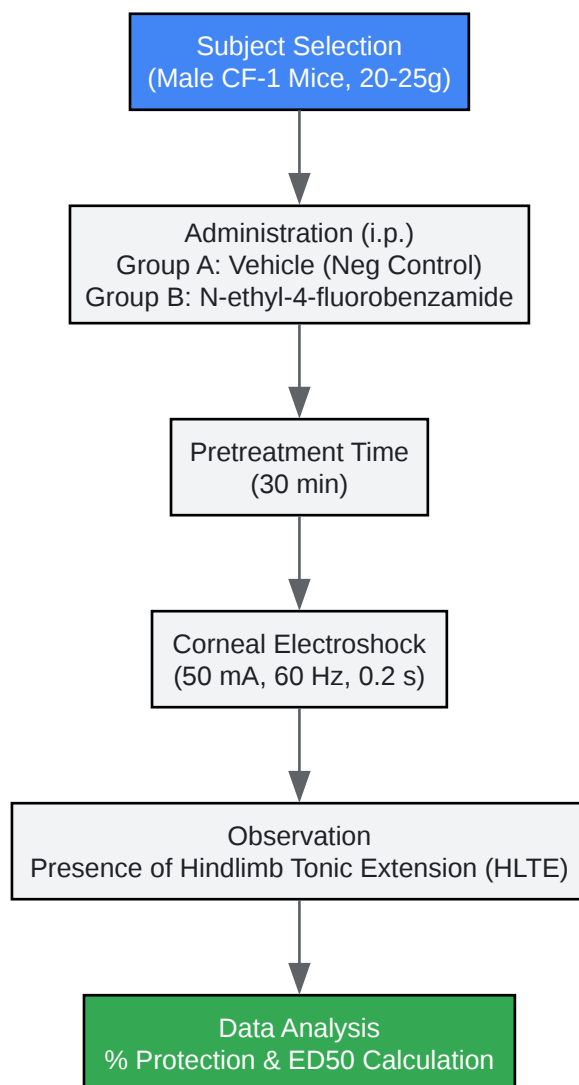 Subject Selection
(Male CF-1 Mice, 20-25g)
Administration (i.p.)
Group A: Vehicle (Neg Control)
Group B: N-ethyl-4-fluorobenzamide
Pretreatment Time
(30 min)
Corneal Electroshock
(50 mA, 60 Hz, 0.2 s)
Observation
Presence of Hindlimb Tonic Extension (HLTE)
Data Analysis
% Protection & ED50 Calculation